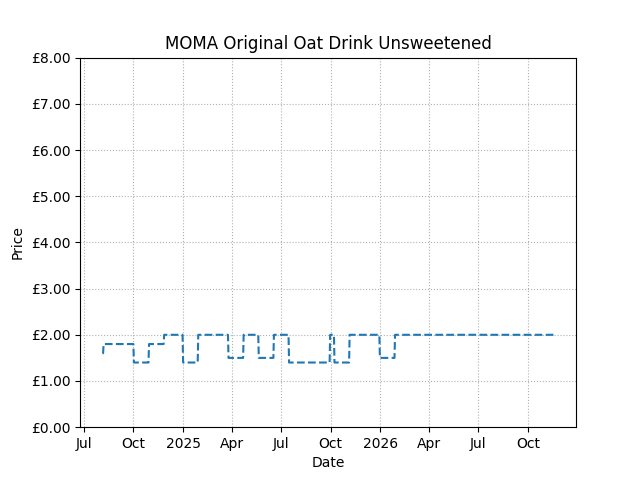 MOMA Original Oat Drink Unsweetened
£8.00
£7.00
£6.00
£5.00
£4.00
£3.00
£2.00
£1.00
£0.00
Price
Jul Oct 2025 Apr Jul Oct 2026 Apr Jul Oct
Date